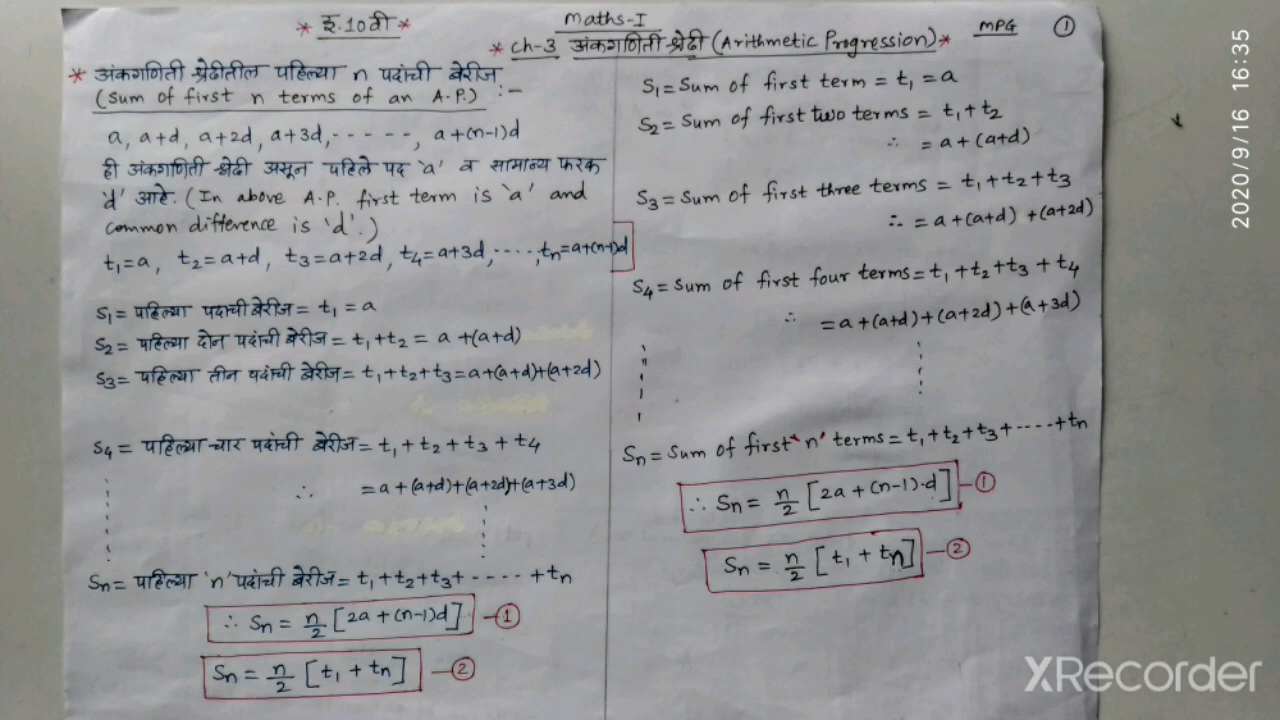 * इ.10वी *
Maths-I
MPG ①
* ch-3 अंकगणिती श्रेढी (Arithmetic Progression) *
* अंकगणिती श्रेढीतील पहिल्या n पदांची बेरीज
(Sum of first n terms of an A.P.) :-
a, a+d, a+2d, a+3d, - - - - -, a+(n-1)d
ही अंकगणिती श्रेढी असून पहिले पद 'a' व सामान्य फरक
'd' आहे. (In above A.P. first term is 'a' and
common difference is 'd'.)
t₁=a, t₂=a+d, t₃=a+2d, t₄=a+3d, ....., tn=a+(n-1)d
S₁= पहिल्या पदाची बेरीज = t₁ = a
S₂= पहिल्या दोन पदांची बेरीज = t₁+t₂ = a+(a+d)
S₃= पहिल्या तीन पदांची बेरीज= t₁+t₂+t₃=a+(a+d)+(a+2d)
S₄ = पहिल्या चार पदांची बेरीज= t₁+t₂+t₃+t₄
∴ =a+(a+d)+(a+2d)+(a+3d)
Sn= पहिल्या 'n' पदांची बेरीज= t₁+t₂+t₃+ - - - - - +tn
∴ Sn = n/2 [2a+(n-1)d] -①
Sn = n/2 [t₁+tn] -②
S₁= Sum of first term = t₁ = a
S₂= Sum of first two terms = t₁+t₂
∴ = a+(a+d)
S₃= Sum of first three terms = t₁+t₂+t₃
∴ = a+(a+d)+(a+2d)
S₄= Sum of first four terms= t₁+t₂+t₃+t₄
∴ =a+(a+d)+(a+2d)+(a+3d)
Sn= Sum of first 'n' terms= t₁+t₂+t₃+ - - - - +tn
∴ Sn = n/2 [2a+(n-1)·d] -①
Sn = n/2 [t₁+tn] -②
2020/9/16 16:35
XRecorder